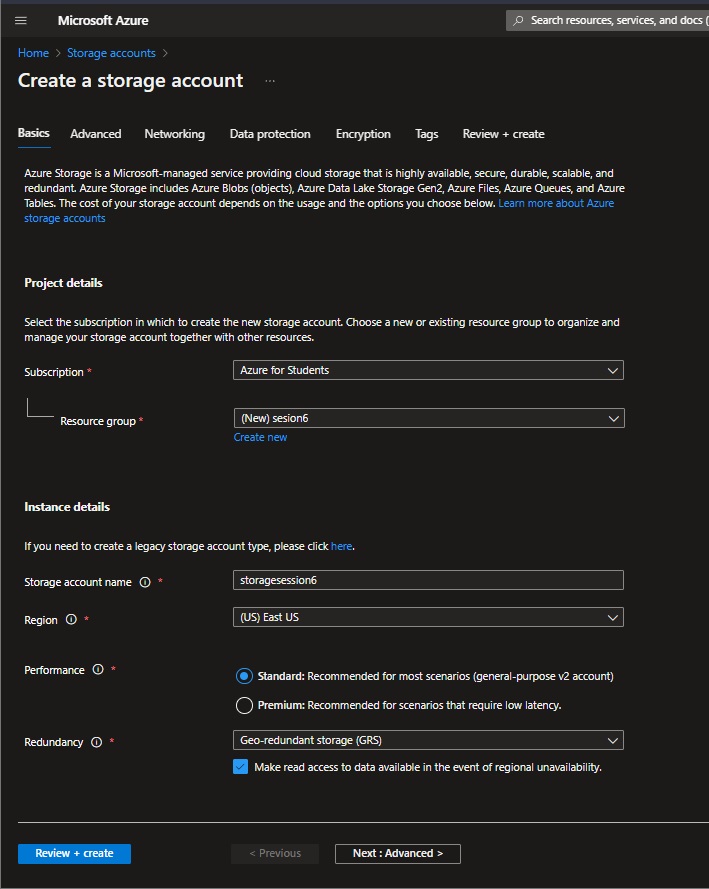 Microsoft Azure
Search resources, services, and docs (
Home > Storage accounts >
Create a storage account ...
Basics Advanced Networking Data protection Encryption Tags Review + create
Azure Storage is a Microsoft-managed service providing cloud storage that is highly available, secure, durable, scalable, and
redundant. Azure Storage includes Azure Blobs (objects), Azure Data Lake Storage Gen2, Azure Files, Azure Queues, and Azure
Tables. The cost of your storage account depends on the usage and the options you choose below. Learn more about Azure
storage accounts
Project details
Select the subscription in which to create the new storage account. Choose a new or existing resource group to organize and
manage your storage account together with other resources.
Subscription * Azure for Students
Resource group * (New) sesion6
Create new
Instance details
If you need to create a legacy storage account type, please click here.
Storage account name * storagesession6
Region * (US) East US
Performance * Standard: Recommended for most scenarios (general-purpose v2 account)
Premium: Recommended for scenarios that require low latency.
Redundancy * Geo-redundant storage (GRS)
Make read access to data available in the event of regional unavailability.
Review + create < Previous Next : Advanced >